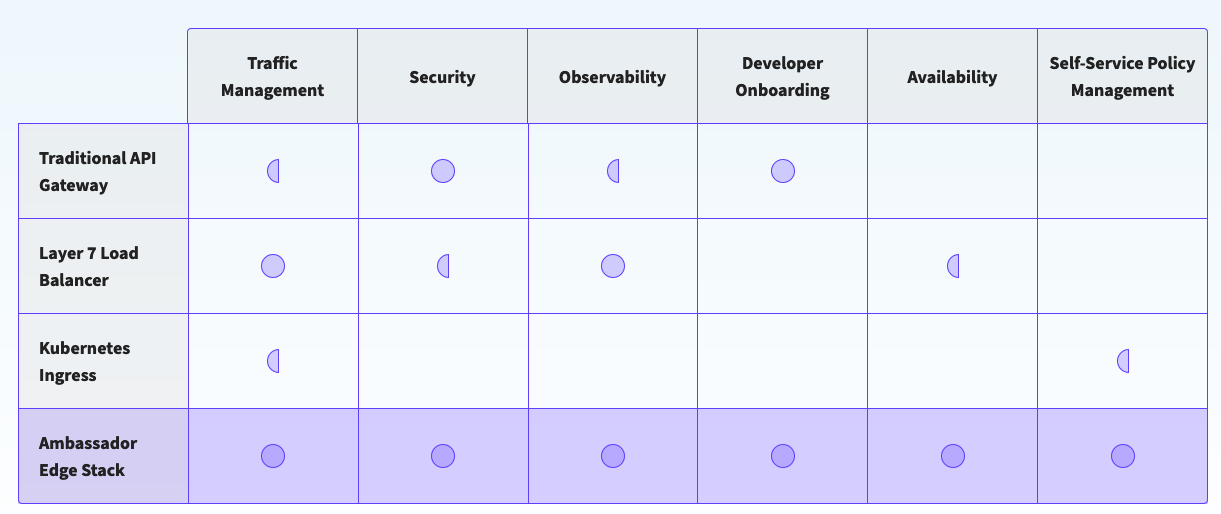 Traffic
Management
Security
Observability
Developer
Onboarding
Availability
Self-Service Policy
Management
Traditional API
Gateway
Layer 7 Load
Balancer
Kubernetes
Ingress
Ambassador
Edge Stack